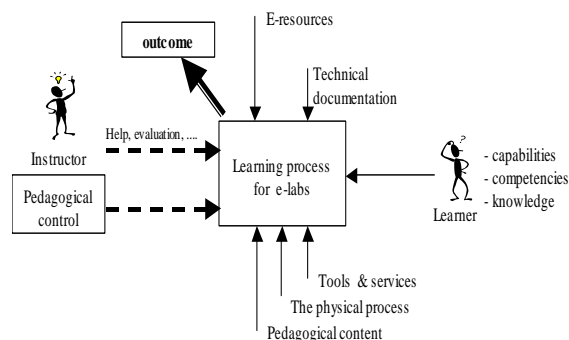 E-resources
outcome
Technical
documentation
Help, evaluation, ....
Instructor
Learning process
for e-labs
?
- capabilities
- competencies
- knowledge
Learner
Pedagogical
control
Tools & services
The physical process
Pedagogical content